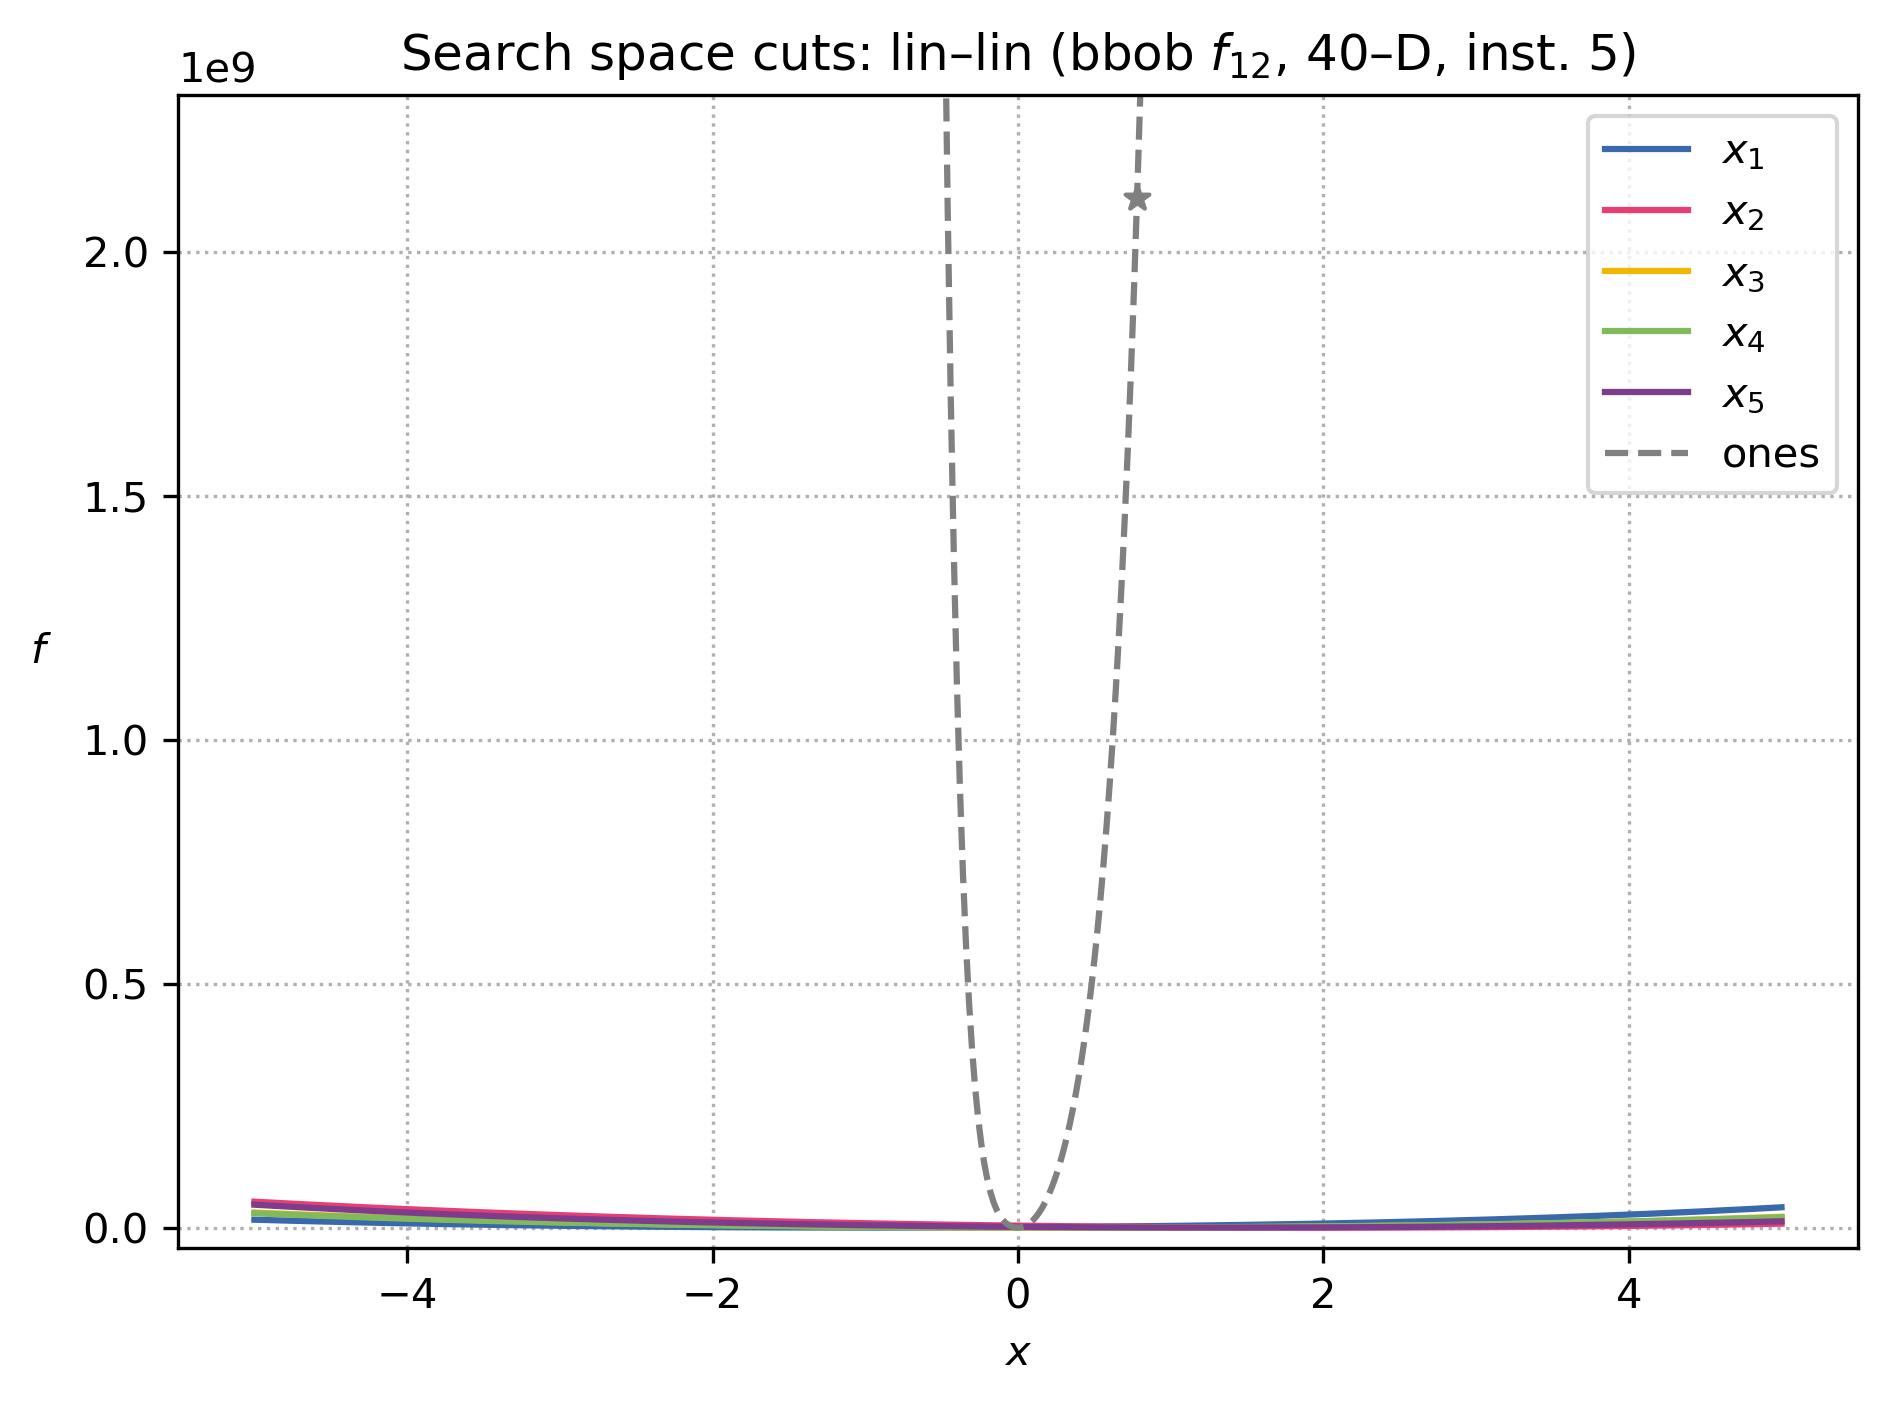 Search space cuts: lin–lin (bbob f₁₂, 40–D, inst. 5)
1e9
x₁
x₂
x₃
x₄
x₅
ones
2.0
1.5
1.0
0.5
0.0
f
−4 −2 0 2 4
x